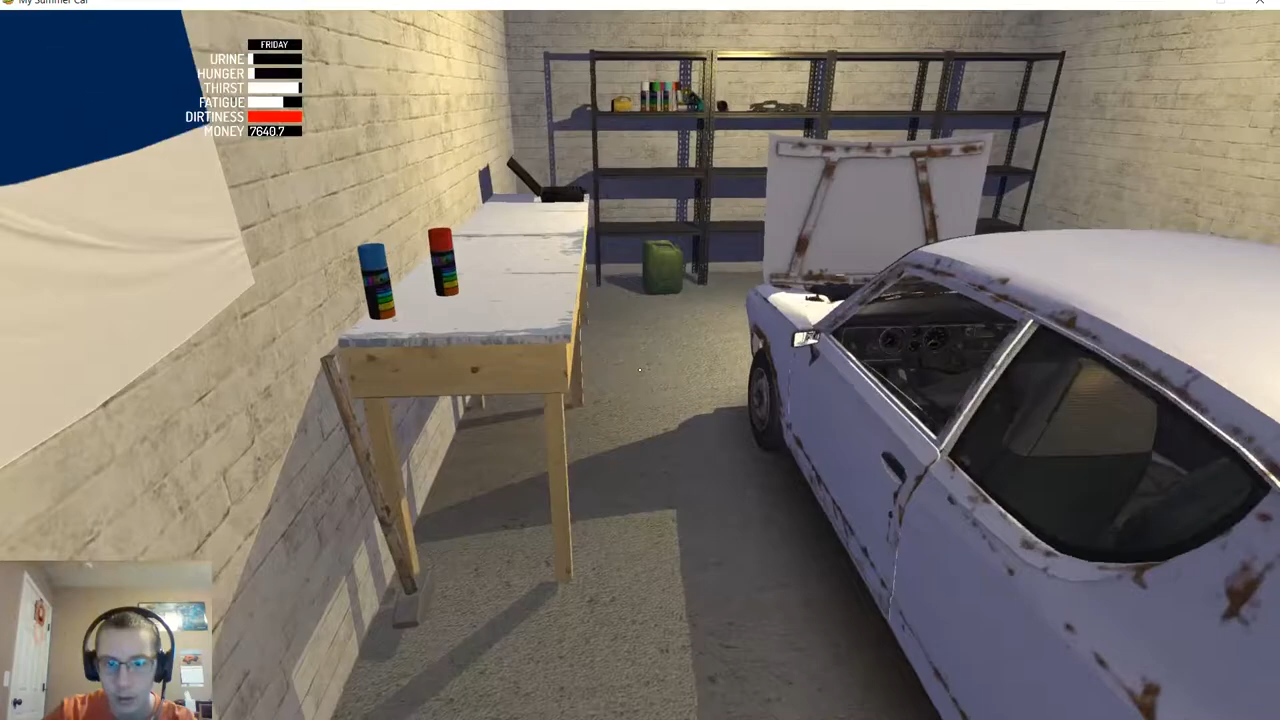 My Summer Car
FRIDAY
URINE
HUNGER
THIRST
FATIGUE
DIRTINESS
MONEY 7640.7